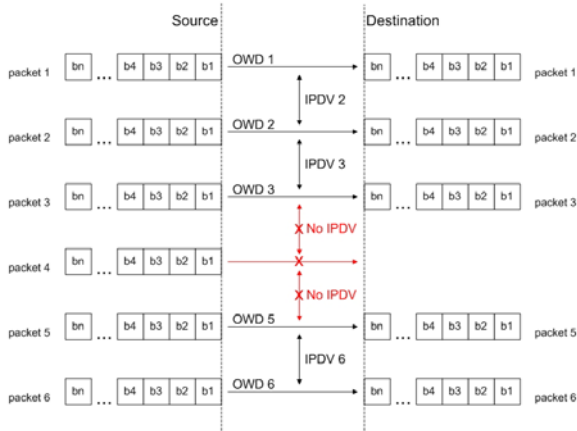 Source Destination
packet 1 bn ... b4 b3 b2 b1 OWD 1 bn ... b4 b3 b2 b1 packet 1
IPDV 2
packet 2 bn ... b4 b3 b2 b1 OWD 2 bn ... b4 b3 b2 b1 packet 2
IPDV 3
packet 3 bn ... b4 b3 b2 b1 OWD 3 bn ... b4 b3 b2 b1 packet 3
X No IPDV
packet 4 bn ... b4 b3 b2 b1 X
X No IPDV
packet 5 bn ... b4 b3 b2 b1 OWD 5 bn ... b4 b3 b2 b1 packet 5
IPDV 6
packet 6 bn ... b4 b3 b2 b1 OWD 6 bn ... b4 b3 b2 b1 packet 6